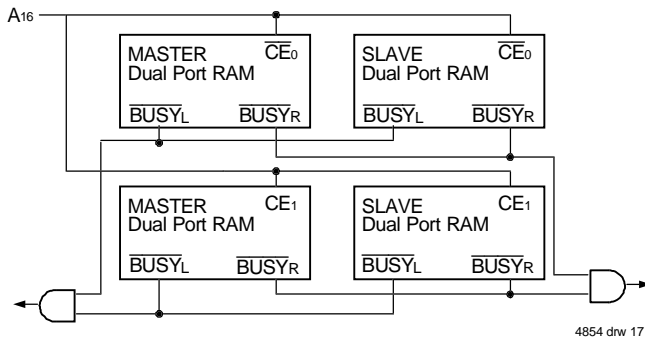 A16
MASTER CE0
Dual Port RAM
BUSYL BUSYR
SLAVE CE0
Dual Port RAM
BUSYL BUSYR
MASTER CE1
Dual Port RAM
BUSYL BUSYR
SLAVE CE1
Dual Port RAM
BUSYL BUSYR
4854 drw 17